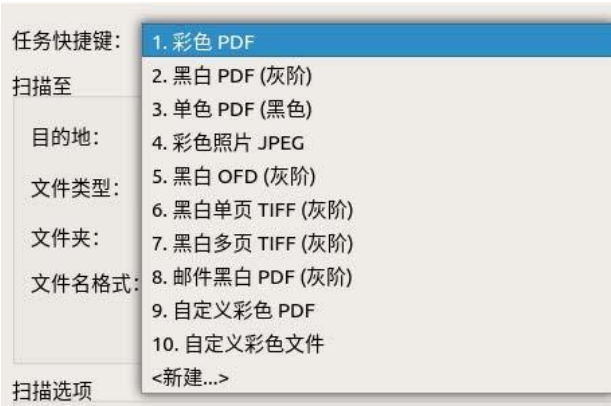 任务快捷键:
1. 彩色 PDF
2. 黑白 PDF (灰阶)
3. 单色 PDF (黑色)
4. 彩色照片 JPEG
5. 黑白 OFD (灰阶)
6. 黑白单页 TIFF (灰阶)
7. 黑白多页 TIFF (灰阶)
8. 邮件黑白 PDF (灰阶)
9. 自定义彩色 PDF
10. 自定义彩色文件
<新建...>
扫描至
目的地:
文件类型:
文件夹:
文件名格式:
扫描选项